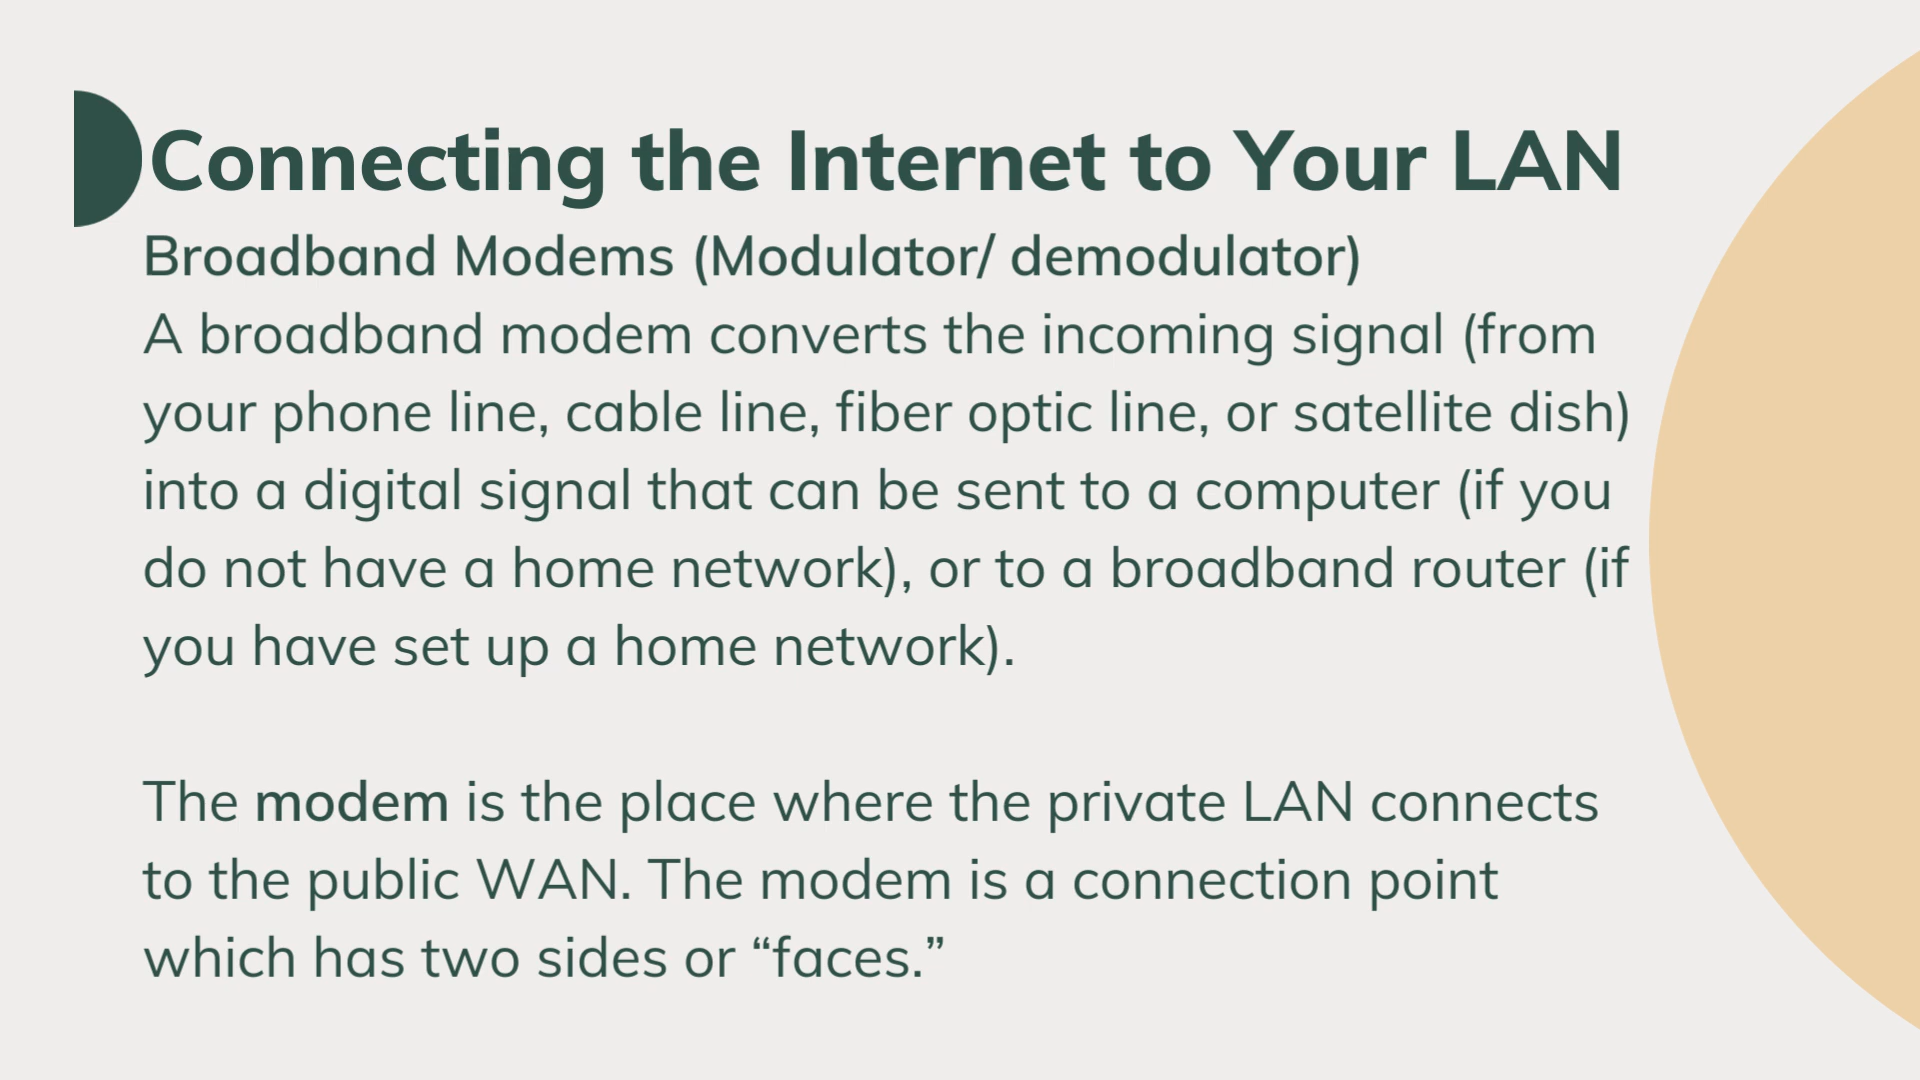 Connecting the Internet to Your LAN
Broadband Modems (Modulator/ demodulator)
A broadband modem converts the incoming signal (from
your phone line, cable line, fiber optic line, or satellite dish)
into a digital signal that can be sent to a computer (if you
do not have a home network), or to a broadband router (if
you have set up a home network).
The modem is the place where the private LAN connects
to the public WAN. The modem is a connection point
which has two sides or “faces.”